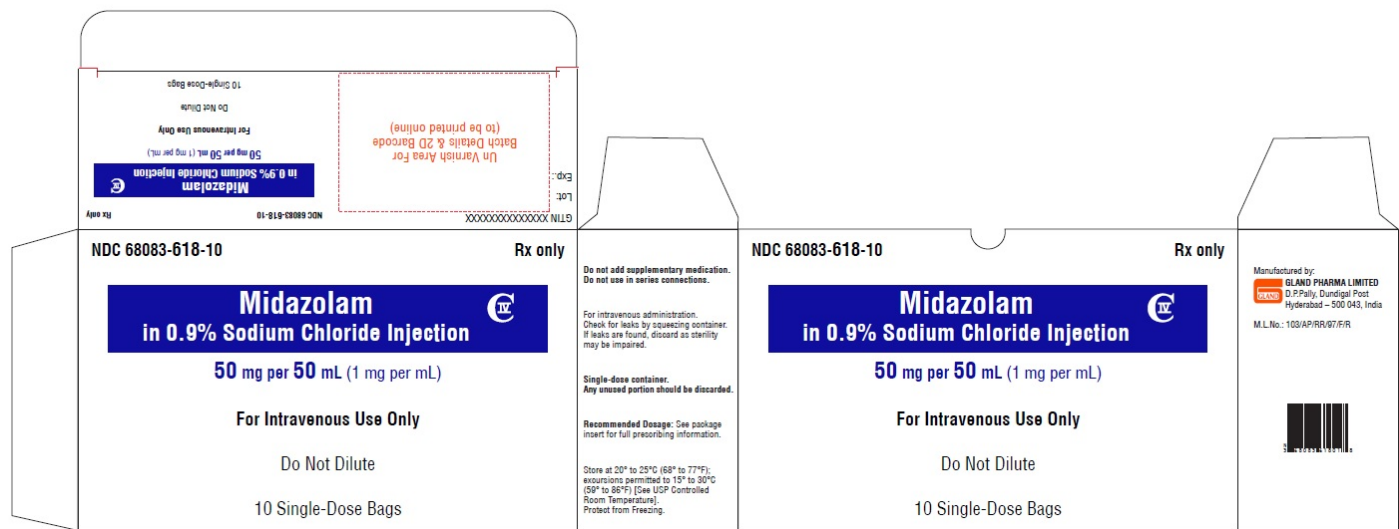 10 Single-Dose Bags
Do Not Dilute
For Intravenous Use Only
50 mg per 50 mL (1 mg per mL)
Midazolam
in 0.9% Sodium Chloride Injection
CIV
NDC 68083-618-10
Rx only
Un Varnish Area For
Batch Details & 2D Barcode
(to be printed online)
GTIN XXXXXXXXXXXXXX
Lot:
Exp.:
NDC 68083-618-10
Rx only
Midazolam
in 0.9% Sodium Chloride Injection
CIV
50 mg per 50 mL (1 mg per mL)
For Intravenous Use Only
Do Not Dilute
10 Single-Dose Bags
Do not add supplementary medication.
Do not use in series connections.
For intravenous administration.
Check for leaks by squeezing container.
If leaks are found, discard as sterility
may be impaired.
Single-dose container.
Any unused portion should be discarded.
Recommended Dosage: See package
insert for full prescribing information.
Store at 20° to 25°C (68° to 77°F);
excursions permitted to 15° to 30°C
(59° to 86°F) [See USP Controlled
Room Temperature].
Protect from Freezing.
NDC 68083-618-10
Rx only
Midazolam
in 0.9% Sodium Chloride Injection
CIV
50 mg per 50 mL (1 mg per mL)
For Intravenous Use Only
Do Not Dilute
10 Single-Dose Bags
Manufactured by:
GLAND
GLAND PHARMA LIMITED
D.P.Pally, Dundigal Post
Hyderabad – 500 043, India
M.L.No.: 103/AP/RR/97/F/R